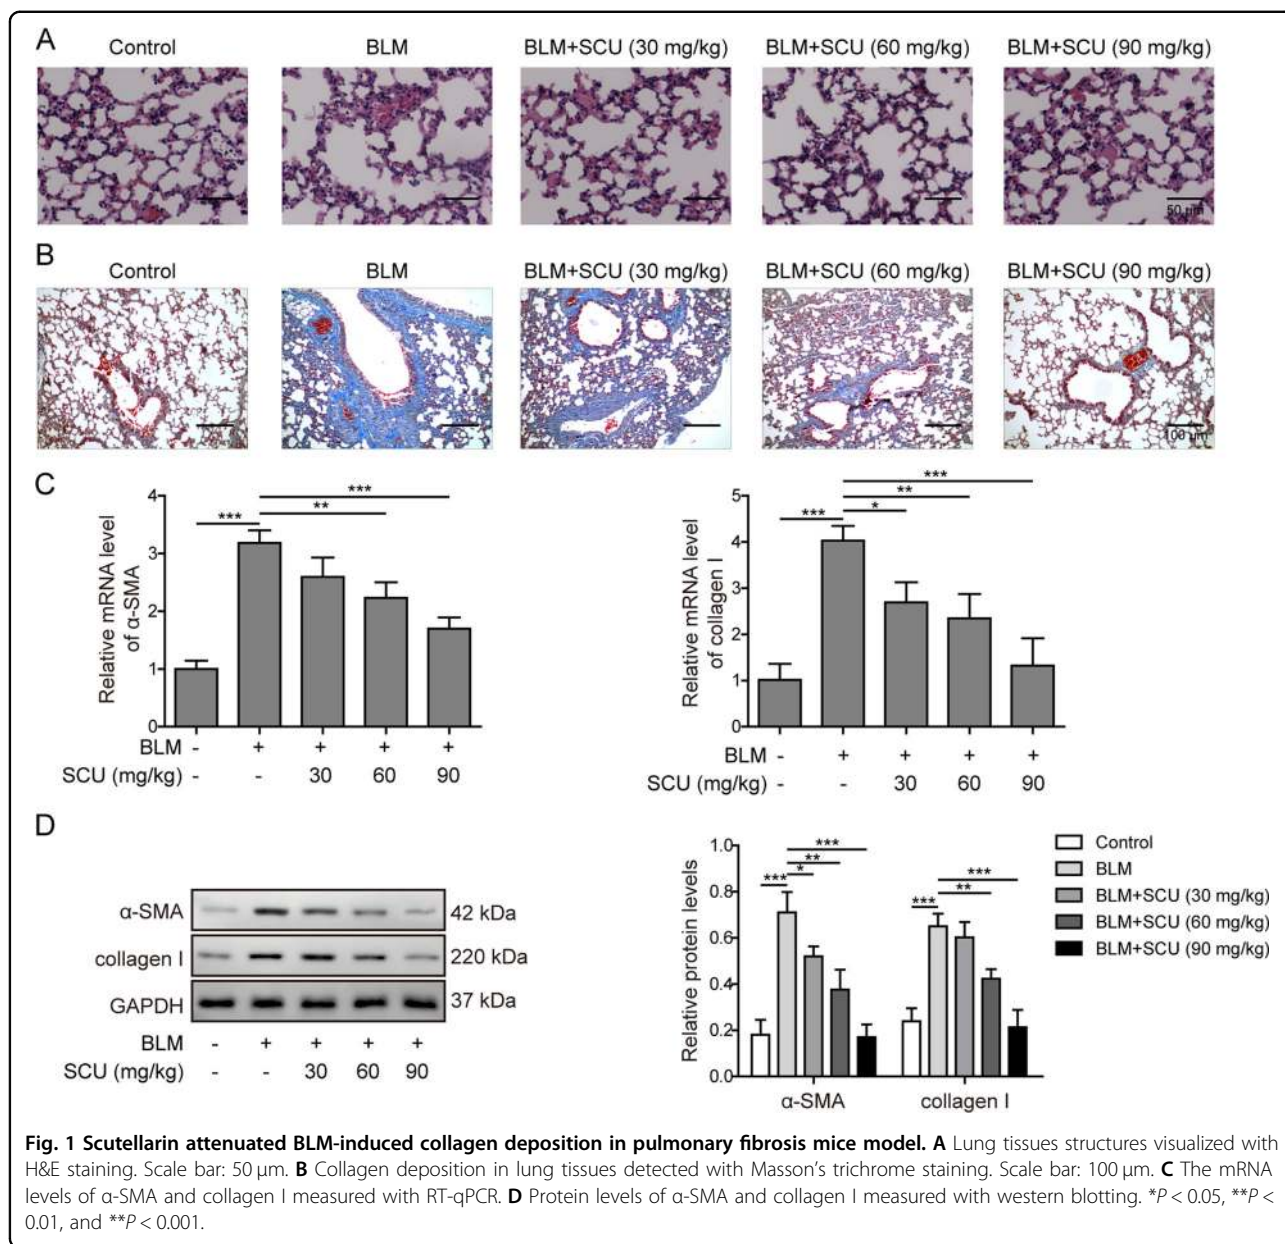 A
Control BLM BLM+SCU (30 mg/kg) BLM+SCU (60 mg/kg) BLM+SCU (90 mg/kg)
50 μm
B
Control BLM BLM+SCU (30 mg/kg) BLM+SCU (60 mg/kg) BLM+SCU (90 mg/kg)
100 μm
C
Relative mRNA level
of α-SMA
4
3
2
1
0
***
**
***
BLM - + + + +
SCU (mg/kg) - - 30 60 90
Relative mRNA level
of collagen I
5
4
3
2
1
0
***
**
*
***
BLM - + + + +
SCU (mg/kg) - - 30 60 90
D
α-SMA 42 kDa
collagen I 220 kDa
GAPDH 37 kDa
BLM - + + + +
SCU (mg/kg) - - 30 60 90
Relative protein levels
1.0
0.8
0.6
0.4
0.2
0.0
***
**
*
***
***
**
***
α-SMA collagen I
Control
BLM
BLM+SCU (30 mg/kg)
BLM+SCU (60 mg/kg)
BLM+SCU (90 mg/kg)
Fig. 1 Scutellarin attenuated BLM-induced collagen deposition in pulmonary fibrosis mice model. A Lung tissues structures visualized with
H&E staining. Scale bar: 50 μm. B Collagen deposition in lung tissues detected with Masson's trichrome staining. Scale bar: 100 μm. C The mRNA
levels of α-SMA and collagen I measured with RT-qPCR. D Protein levels of α-SMA and collagen I measured with western blotting. *P < 0.05, **P <
0.01, and **P < 0.001.